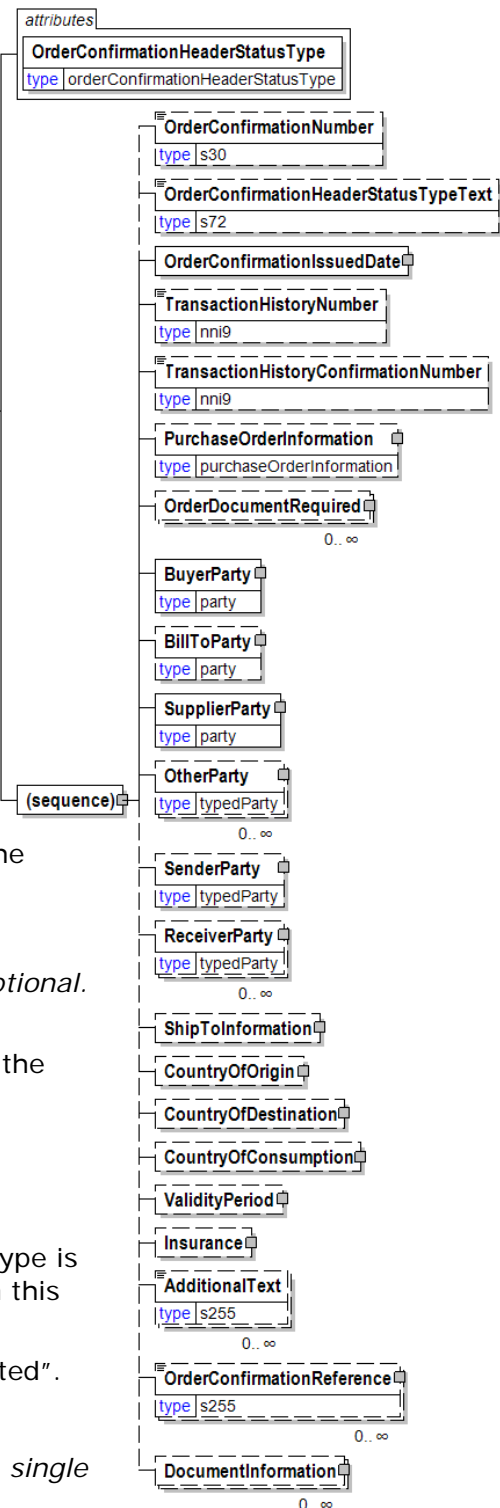 attributes
OrderConfirmationHeaderStatusType
type orderConfirmationHeaderStatusType
OrderConfirmationNumber
type s30
OrderConfirmationHeaderStatusTypeText
type s72
OrderConfirmationIssuedDate
TransactionHistoryNumber
type nni9
TransactionHistoryConfirmationNumber
type nni9
PurchaseOrderInformation
type purchaseOrderInformation
OrderDocumentRequired
0.. ∞
BuyerParty
type party
BillToParty
type party
SupplierParty
type party
OtherParty
(sequence)
type typedParty
0.. ∞
ne
SenderParty
type typedParty
ReceiverParty
type typedParty
otional.
0.. ∞
ShipToInformation
the
CountryOfOrigin
CountryOfDestination
CountryOfConsumption
ValidityPeriod
Insurance
ype is
AdditionalText
this
type s255
0.. ∞
ted".
OrderConfirmationReference
type s255
0.. ∞
single
DocumentInformation
0.. ∞